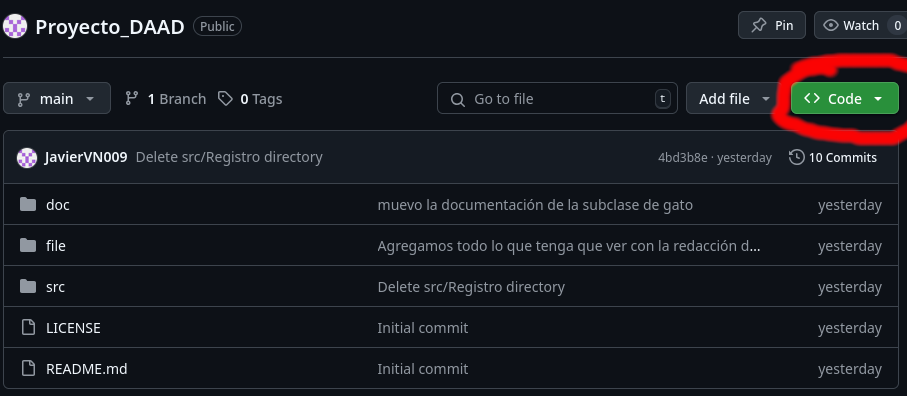 Proyecto_DAAD Public Pin Watch 0
main 1 Branch 0 Tags Go to file t Add file <> Code
JavierVN009 Delete src/Registro directory 4bd3b8e · yesterday 10 Commits
doc muevo la documentación de la subclase de gato yesterday
file Agregamos todo lo que tenga que ver con la redacción d... yesterday
src Delete src/Registro directory yesterday
LICENSE Initial commit yesterday
README.md Initial commit yesterday